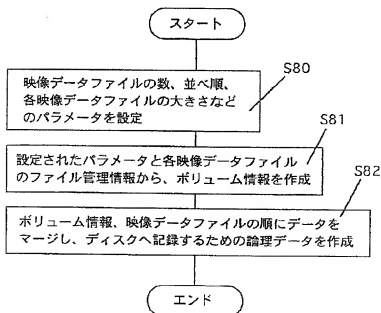 スタート
S80
映像データファイルの数、並べ順、
各映像データファイルの大きさなど
のパラメータを設定
S81
設定されたパラメータと各映像データファイル
のファイル管理情報から、ボリューム情報を作成
S82
ボリューム情報、映像データファイルの順にデータを
マージし、ディスクへ記録するための論理データを作成
エンド